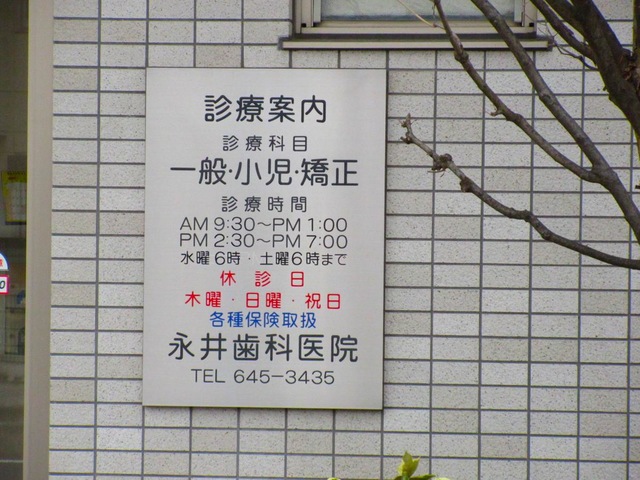 診療案内
診療科目
一般・小児・矯正
診療時間
AM 9:30〜PM 1:00
PM 2:30〜PM 7:00
水曜6時・土曜6時まで
休診日
木曜・日曜・祝日
各種保険取扱
永井歯科医院
TEL 645-3435